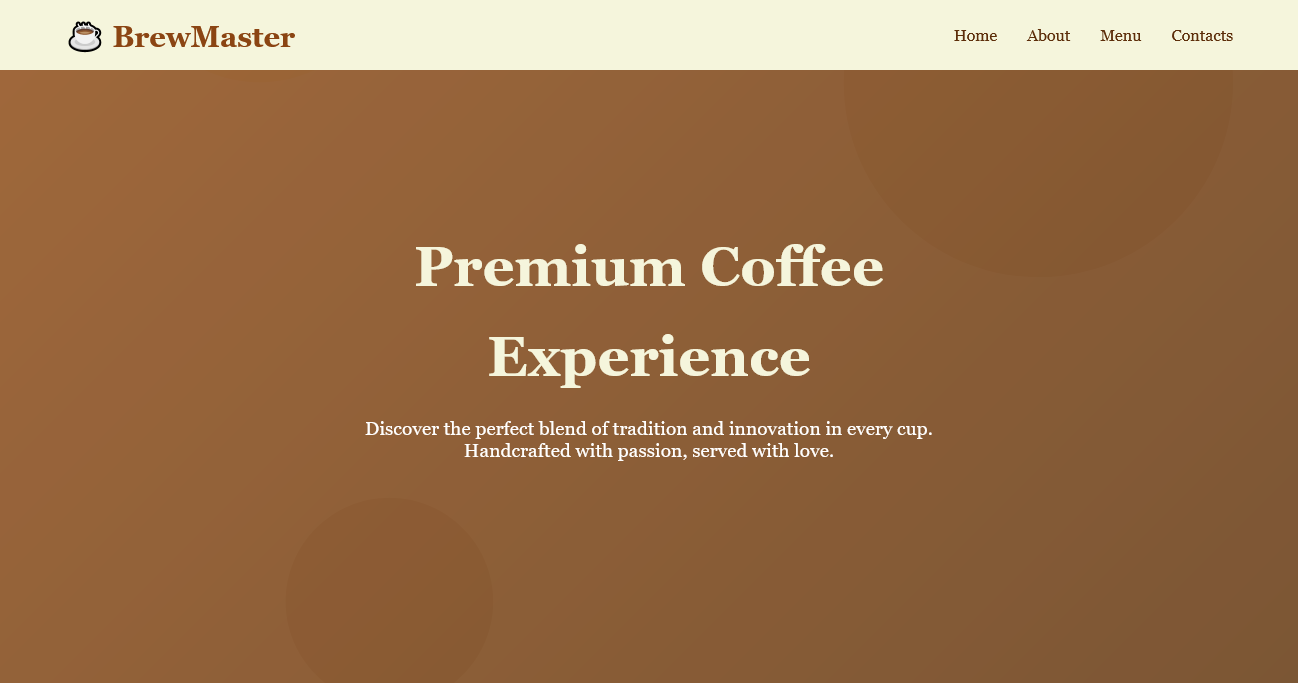 BrewMaster
Home About Menu Contacts
Premium Coffee
Experience
Discover the perfect blend of tradition and innovation in every cup.
Handcrafted with passion, served with love.